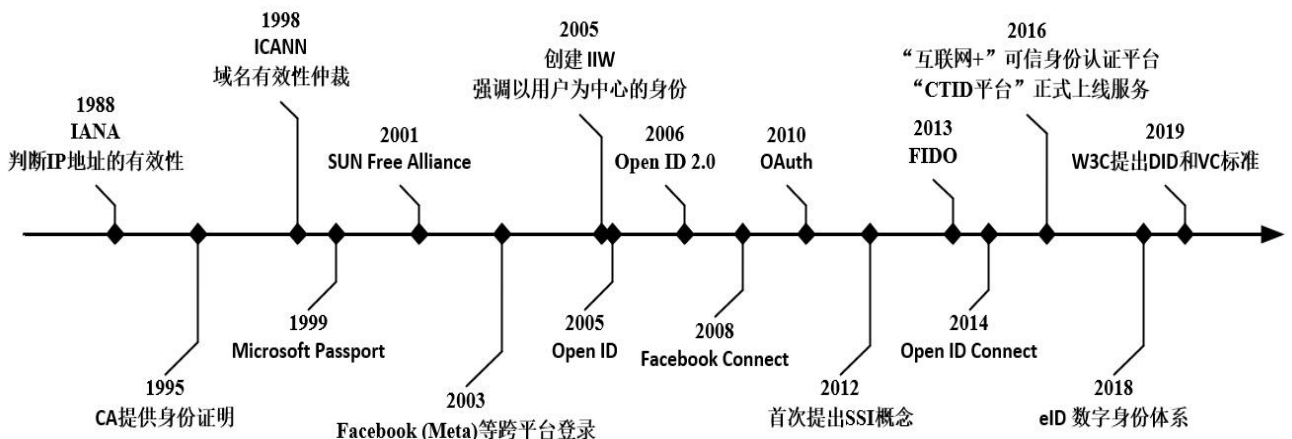 1988
IANA
判断IP地址的有效性
1995
CA提供身份证明
1998
ICANN
域名有效性仲裁
1999
Microsoft Passport
2001
SUN Free Alliance
2003
Facebook (Meta)等跨平台登录
2005
创建 IIW
强调以用户为中心的身份
2005
Open ID
2006
Open ID 2.0
2008
Facebook Connect
2010
OAuth
2012
首次提出SSI概念
2013
FIDO
2014
Open ID Connect
2016
“互联网+”可信身份认证平台
“CTID平台”正式上线服务
2018
eID 数字身份体系
2019
W3C提出DID和VC标准